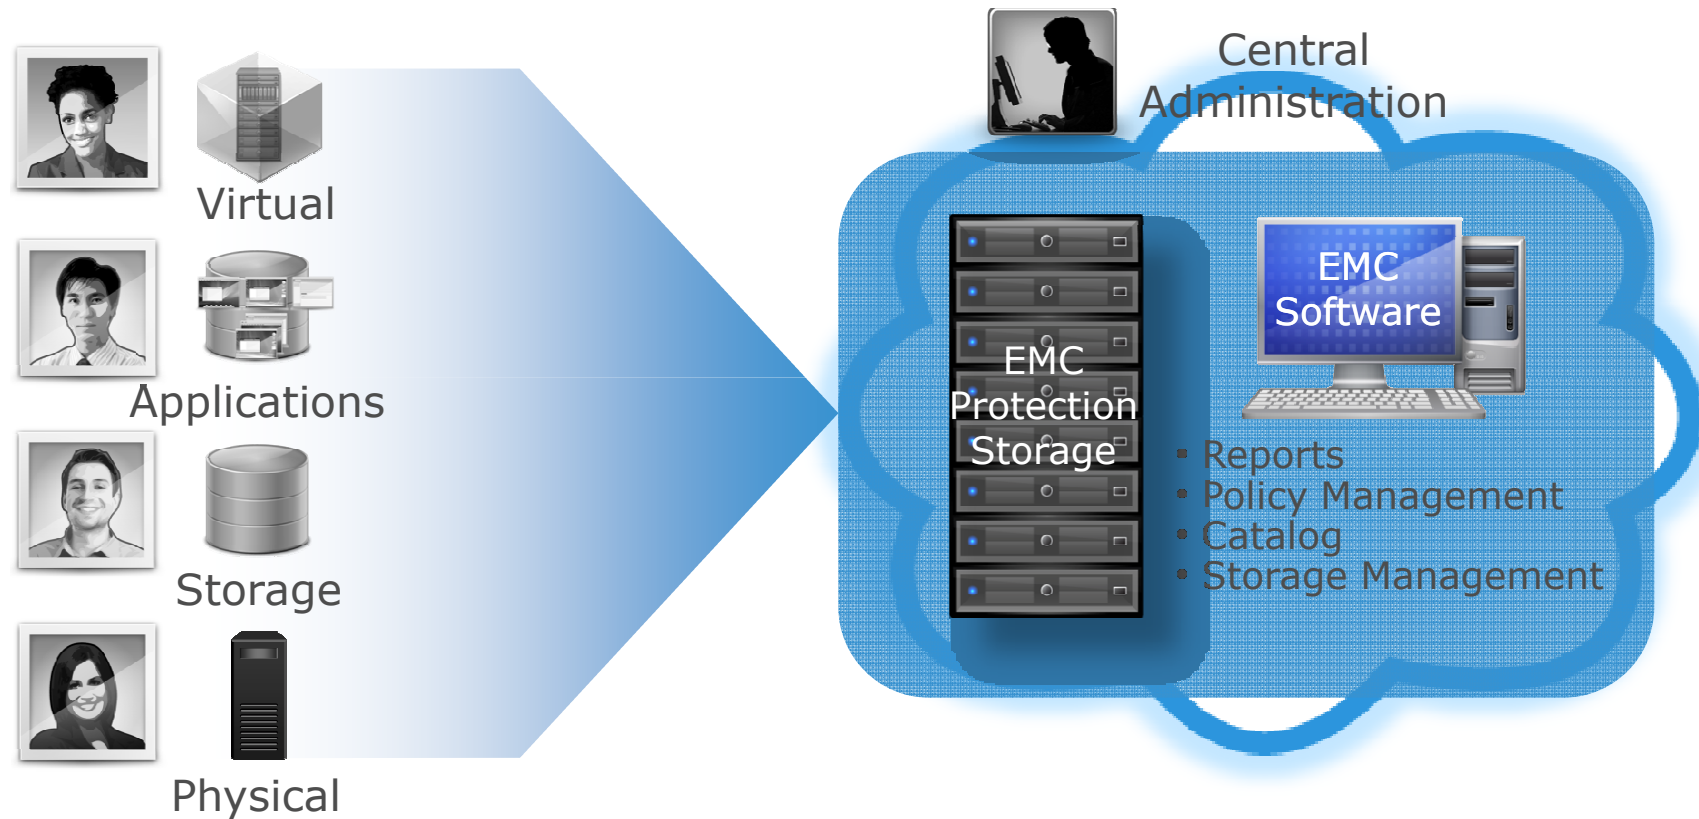 Virtual
Applications
Storage
Physical
Central
Administration
EMC
Protection
Storage
EMC
Software
▪ Reports
▪ Policy Management
▪ Catalog
▪ Storage Management